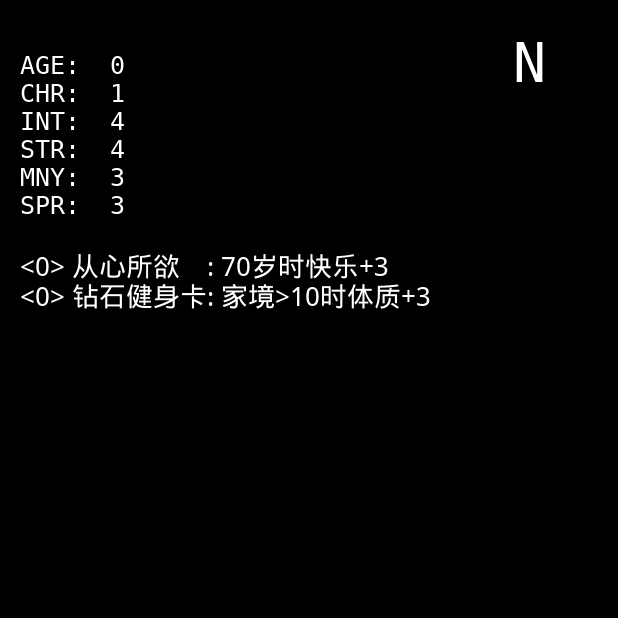 N
AGE: 0
CHR: 1
INT: 4
STR: 4
MNY: 3
SPR: 3
<0> 从心所欲　: 70岁时快乐+3
<0> 钻石健身卡: 家境>10时体质+3